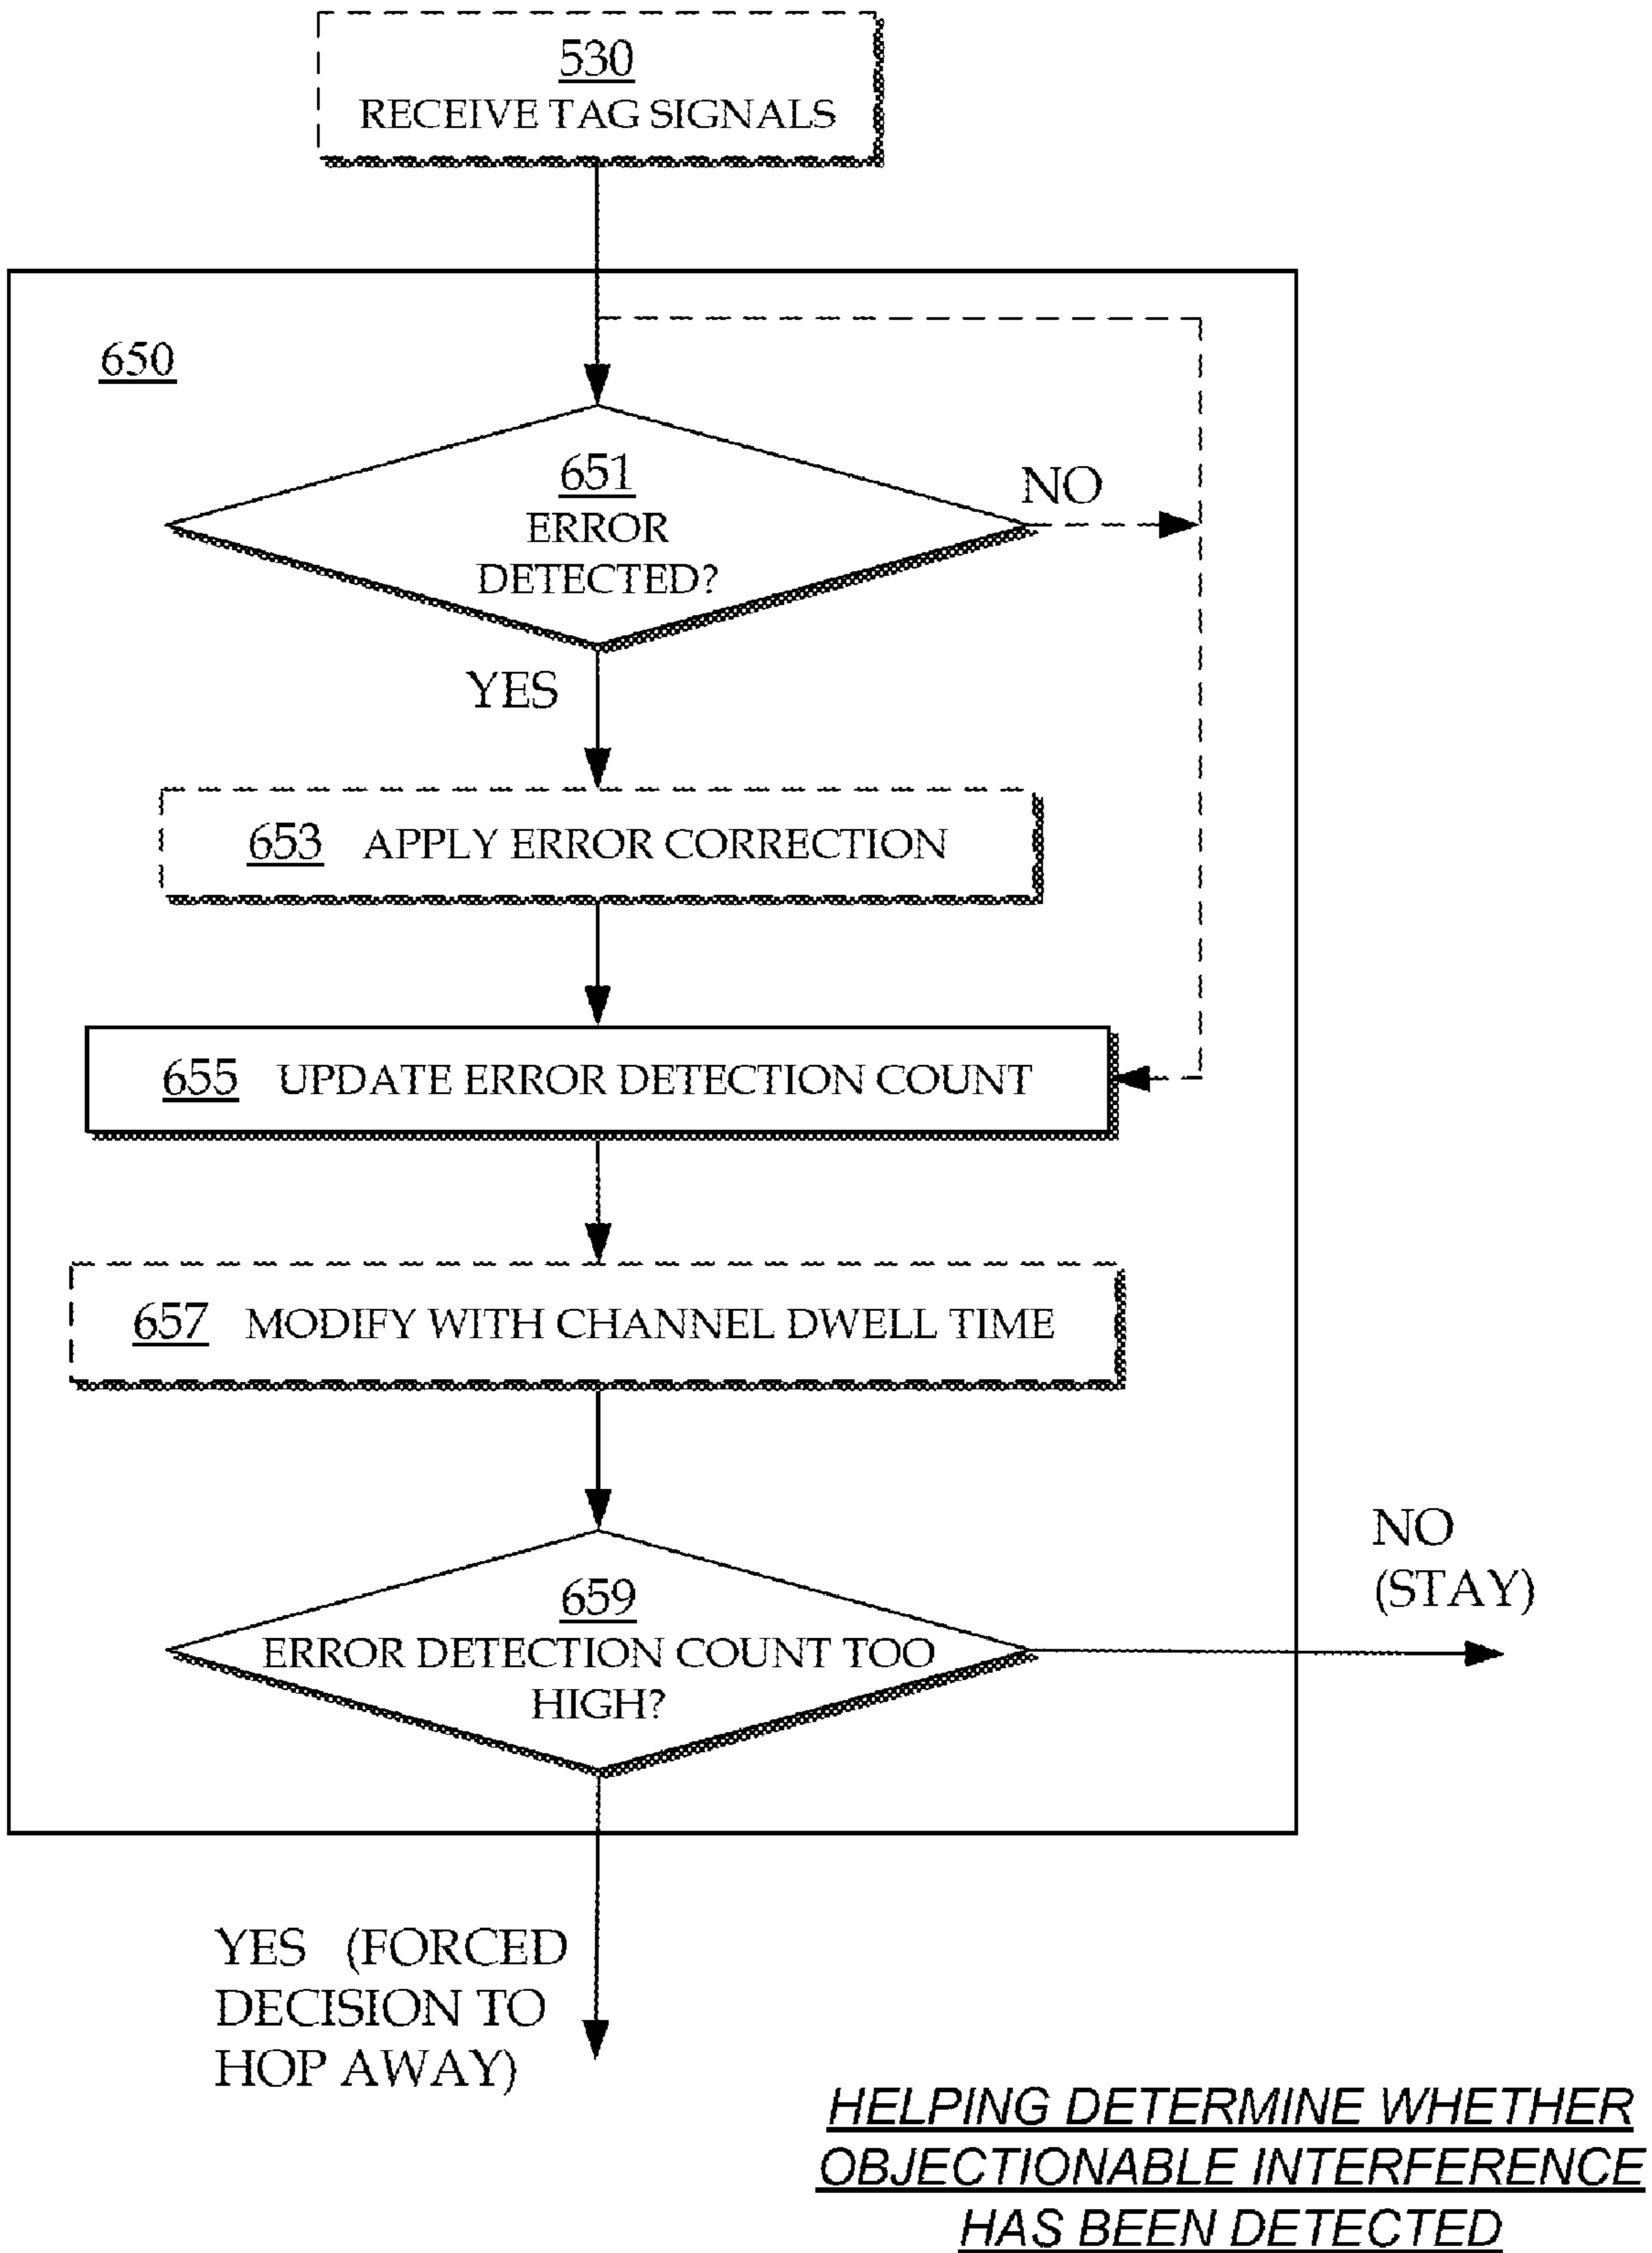 530
RECEIVE TAG SIGNALS
650
651
ERROR
DETECTED?
NO
YES
653 APPLY ERROR CORRECTION
655 UPDATE ERROR DETECTION COUNT
657 MODIFY WITH CHANNEL DWELL TIME
659
ERROR DETECTION COUNT TOO
HIGH?
NO
(STAY)
YES (FORCED
DECISION TO
HOP AWAY)
HELPING DETERMINE WHETHER
OBJECTIONABLE INTERFERENCE
HAS BEEN DETECTED